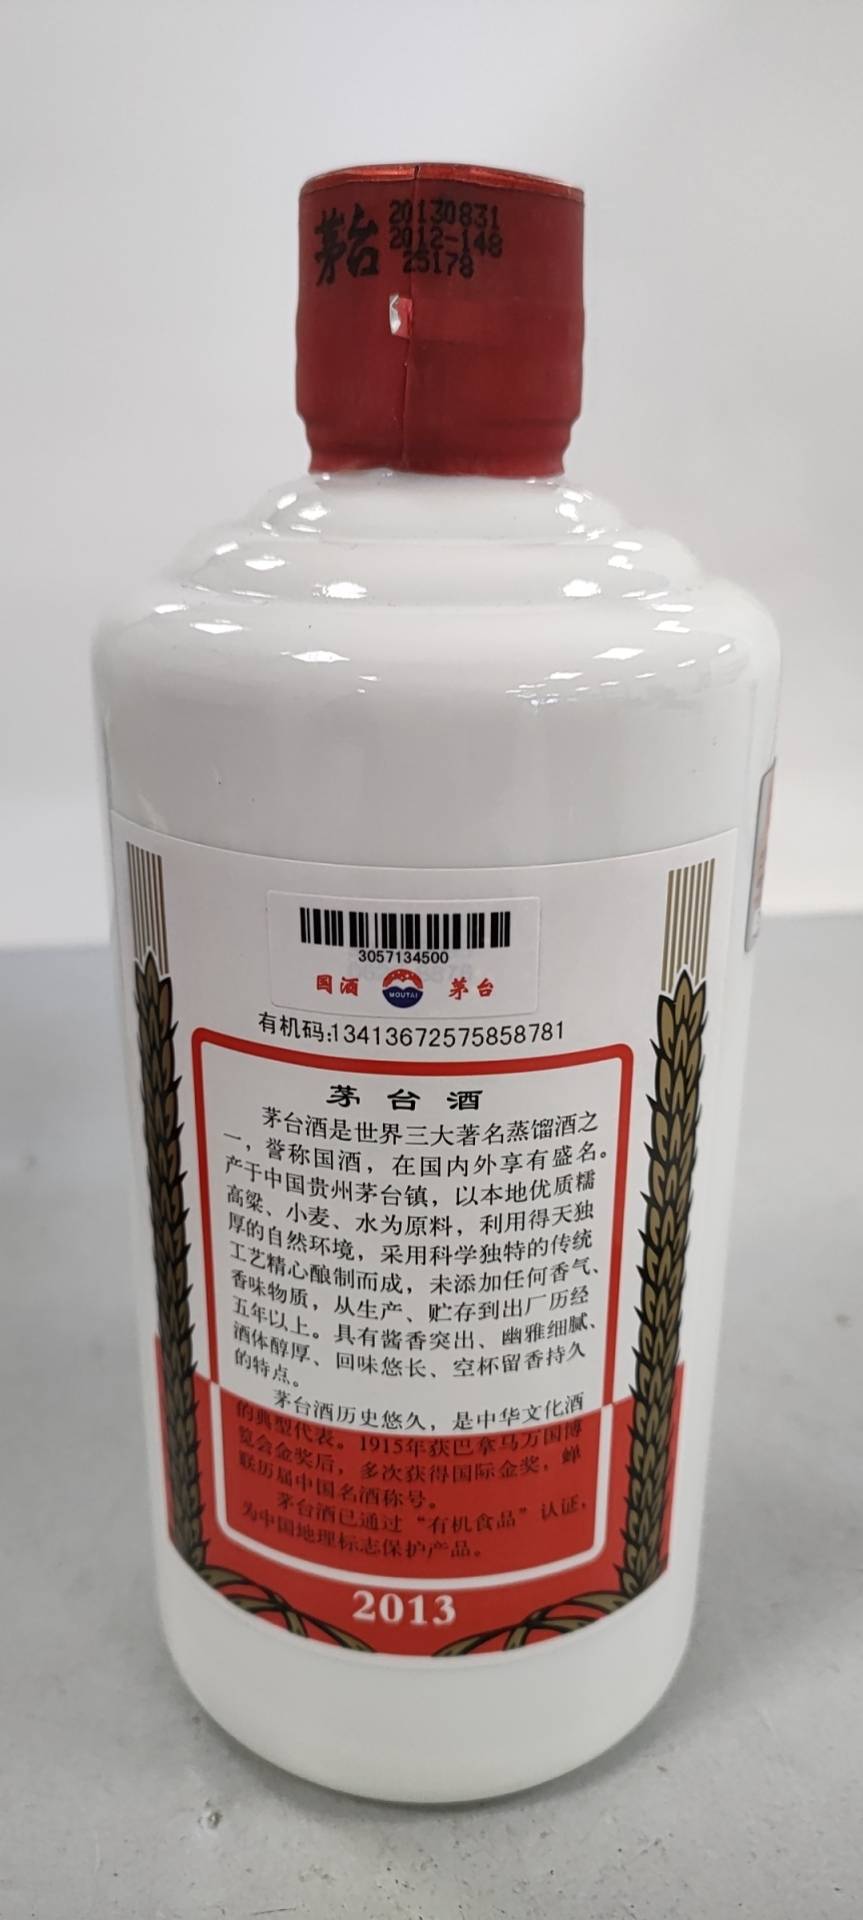 茅台
20130831
2012-148
25178
3057134500
国酒 MOUTAI 茅台
有机码:13413672575858781
茅台酒
茅台酒是世界三大著名蒸馏酒之
一，誉称国酒，在国内外享有盛名。
产于中国贵州茅台镇，以本地优质糯
高粱、小麦、水为原料，利用得天独
厚的自然环境，采用科学独特的传统
工艺精心酿制而成，未添加任何香气、
香味物质，从生产、贮存到出厂历经
五年以上。具有酱香突出、幽雅细腻、
酒体醇厚、回味悠长、空杯留香持久
的特点。
茅台酒历史悠久，是中华文化酒
的典型代表。1915年获巴拿马万国博
览会金奖后，多次获得国际金奖，蝉
联历届中国名酒称号。
茅台酒已通过“有机食品”认证，
为中国地理标志保护产品。
2013